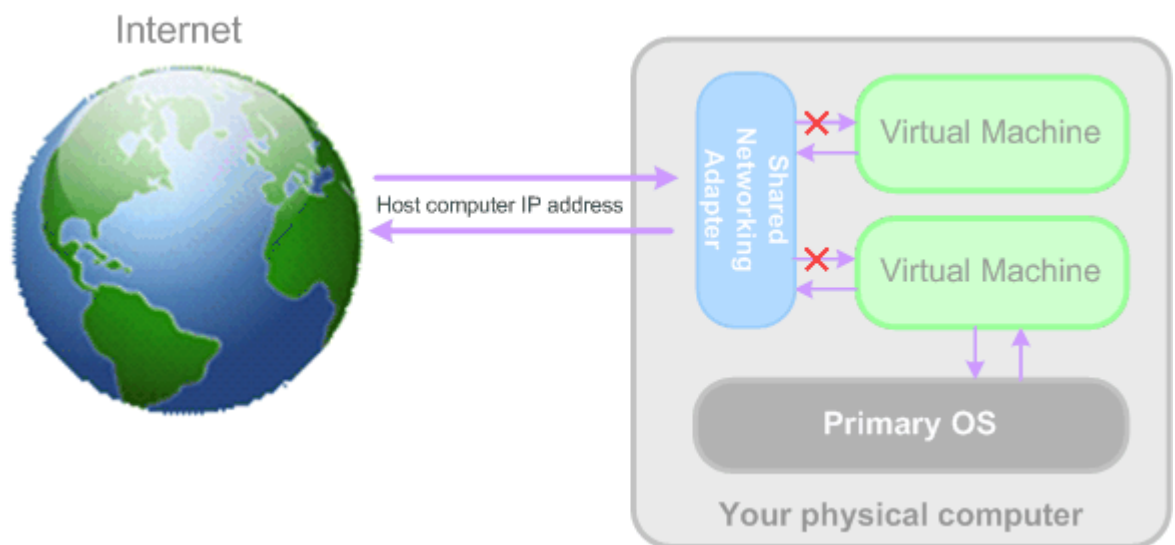 Internet
Host computer IP address
Shared
Networking
Adapter
Virtual Machine
Virtual Machine
Primary OS
Your physical computer